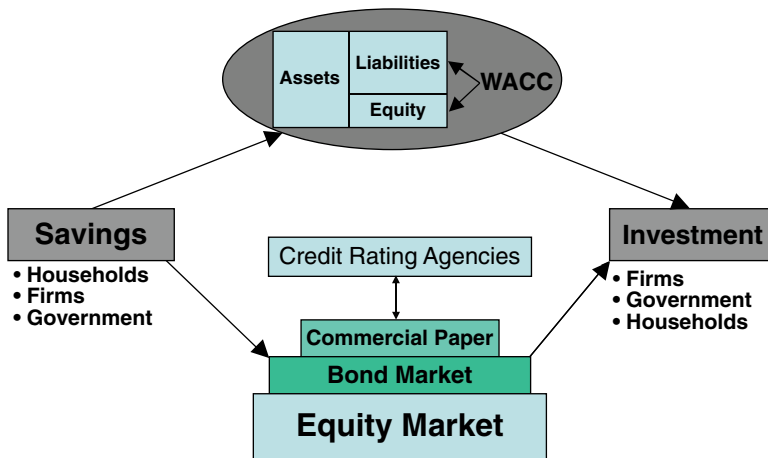 Assets
Liabilities
Equity
WACC
Savings
• Households
• Firms
• Government
Credit Rating Agencies
Commercial Paper
Bond Market
Equity Market
Investment
• Firms
• Government
• Households